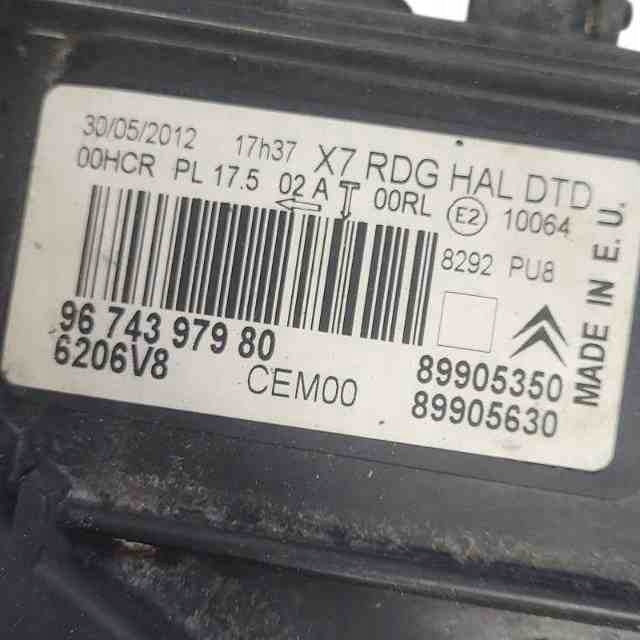 30/05/2012 17h37 X7 RDG HAL DTD
00HCR PL 17.5 02 A 00RL E2 10064
8292 PU8
96 743 979 80
6206V8
CEM00
89905350
89905630
MADE IN E.U.